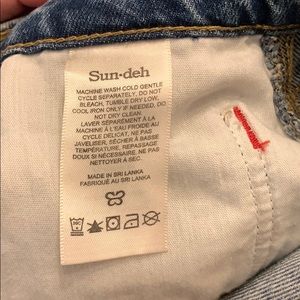 Sun-deh
MACHINE WASH COLD GENTLE
CYCLE SEPARATELY, DO NOT
BLEACH, TUMBLE DRY LOW,
COOL IRON ONLY IF NEEDED, DO
NOT DRY CLEAN.
LAVER SÉPARÉMENT À LA
MACHINE À L'EAU FROIDE AU
CYCLE DÉLICAT, NE PAS
JAVELISER, SÉCHER À BASSE
TEMPÉRATURE, REPASSAGE
DOUX SI NÉCESSAIRE, NE PAS
NETTOYER À SEC.
MADE IN SRI LANKA
FABRIQUÉ AU SRI LANKA